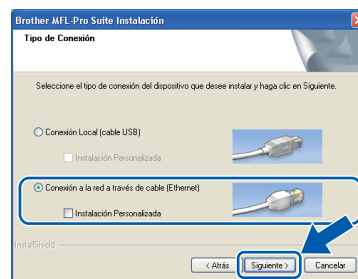 Brother MFL-Pro Suite Instalación
Tipo de Conexión
Seleccione el tipo de conexión del dispositivo que desee instalar y haga clic en Siguiente.
Conexión Local (cable USB)
Instalación Personalizada
Conexión a la red a través de cable (Ethernet)
Instalación Personalizada
InstallShield
< Atrás Siguiente > Cancelar